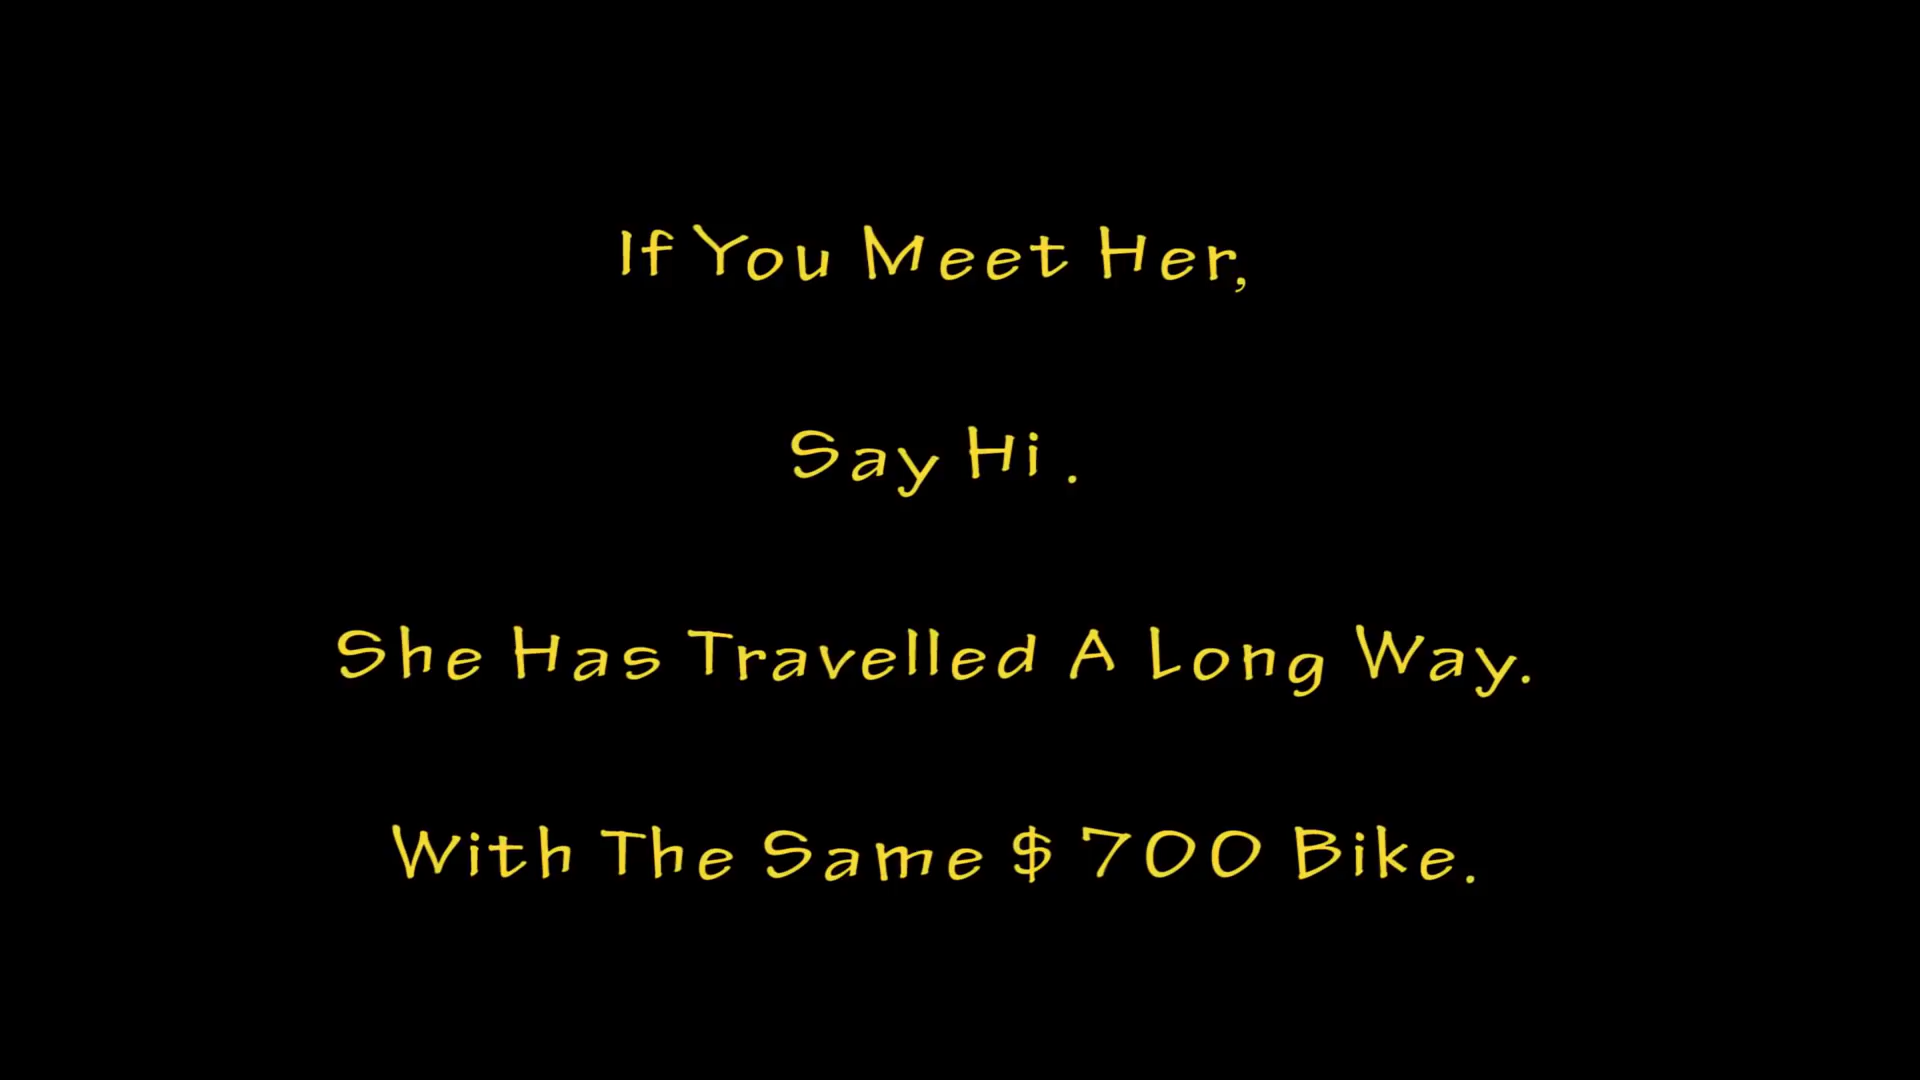 If You Meet Her,
Say Hi .
She Has Travelled A Long Way.
With The Same $ 700 Bike.